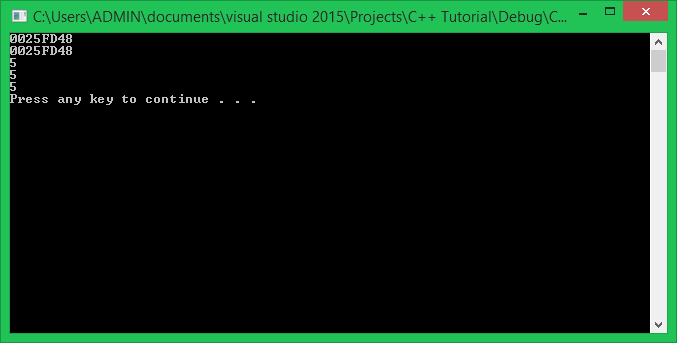 C:\Users\ADMIN\documents\visual studio 2015\Projects\C++ Tutorial\Debug\C...
0025FD48
0025FD48
5
5
5
Press any key to continue . . .